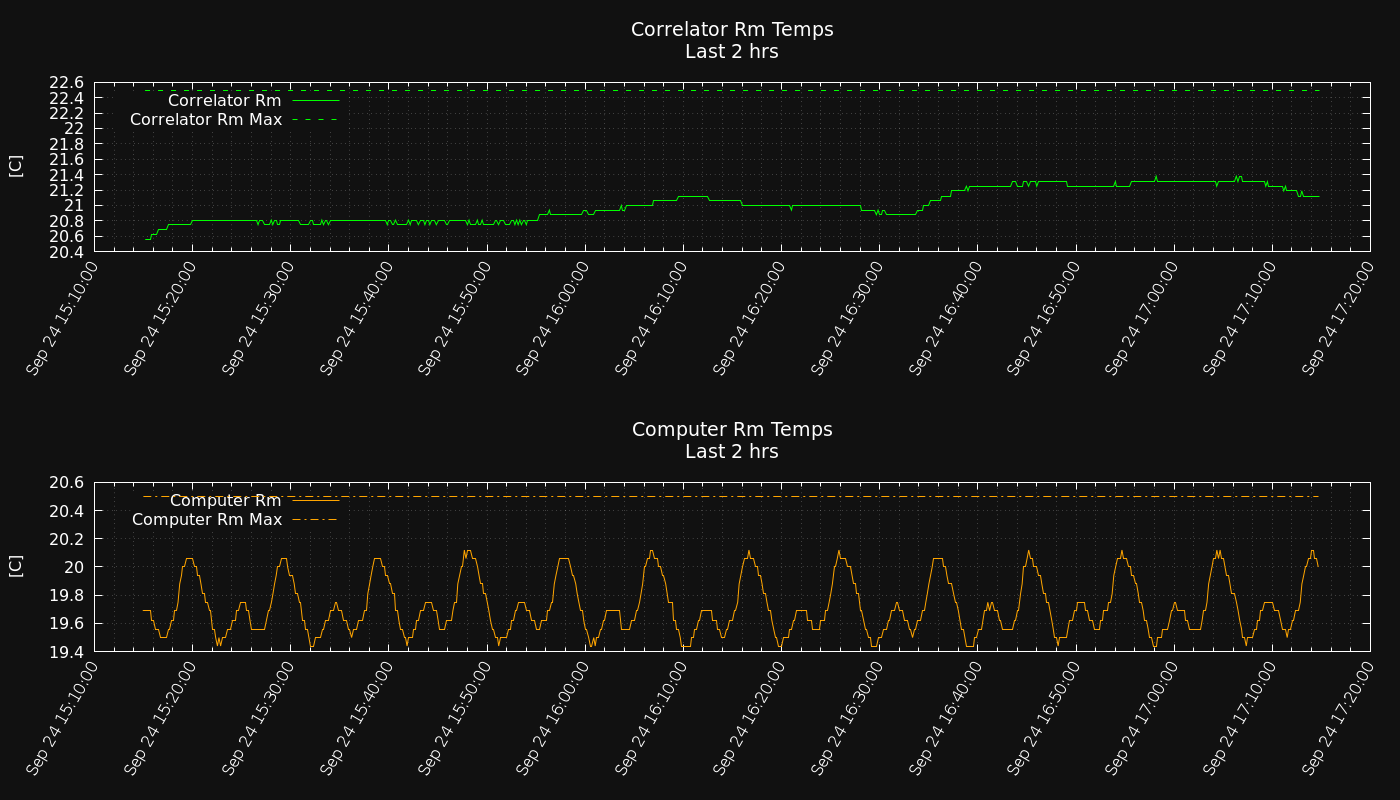 Correlator Rm Temps
Last 2 hrs
[C]
22.6
22.4
22.2
22
21.8
21.6
21.4
21.2
21
20.8
20.6
20.4
Correlator Rm
Correlator Rm Max
Sep 24 15:10:00
Sep 24 15:20:00
Sep 24 15:30:00
Sep 24 15:40:00
Sep 24 15:50:00
Sep 24 16:00:00
Sep 24 16:10:00
Sep 24 16:20:00
Sep 24 16:30:00
Sep 24 16:40:00
Sep 24 16:50:00
Sep 24 17:00:00
Sep 24 17:10:00
Sep 24 17:20:00
Computer Rm Temps
Last 2 hrs
[C]
20.6
20.4
20.2
20
19.8
19.6
19.4
Computer Rm
Computer Rm Max
Sep 24 15:10:00
Sep 24 15:20:00
Sep 24 15:30:00
Sep 24 15:40:00
Sep 24 15:50:00
Sep 24 16:00:00
Sep 24 16:10:00
Sep 24 16:20:00
Sep 24 16:30:00
Sep 24 16:40:00
Sep 24 16:50:00
Sep 24 17:00:00
Sep 24 17:10:00
Sep 24 17:20:00